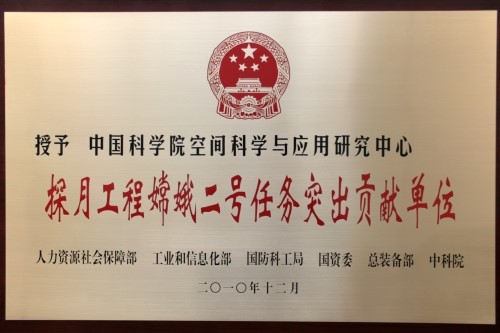 授予 中国科学院空间科学与应用研究中心
探月工程嫦娥二号任务突出贡献单位
人力资源社会保障部 工业和信息化部 国防科工局 国资委 总装备部 中科院
二〇一〇年十二月